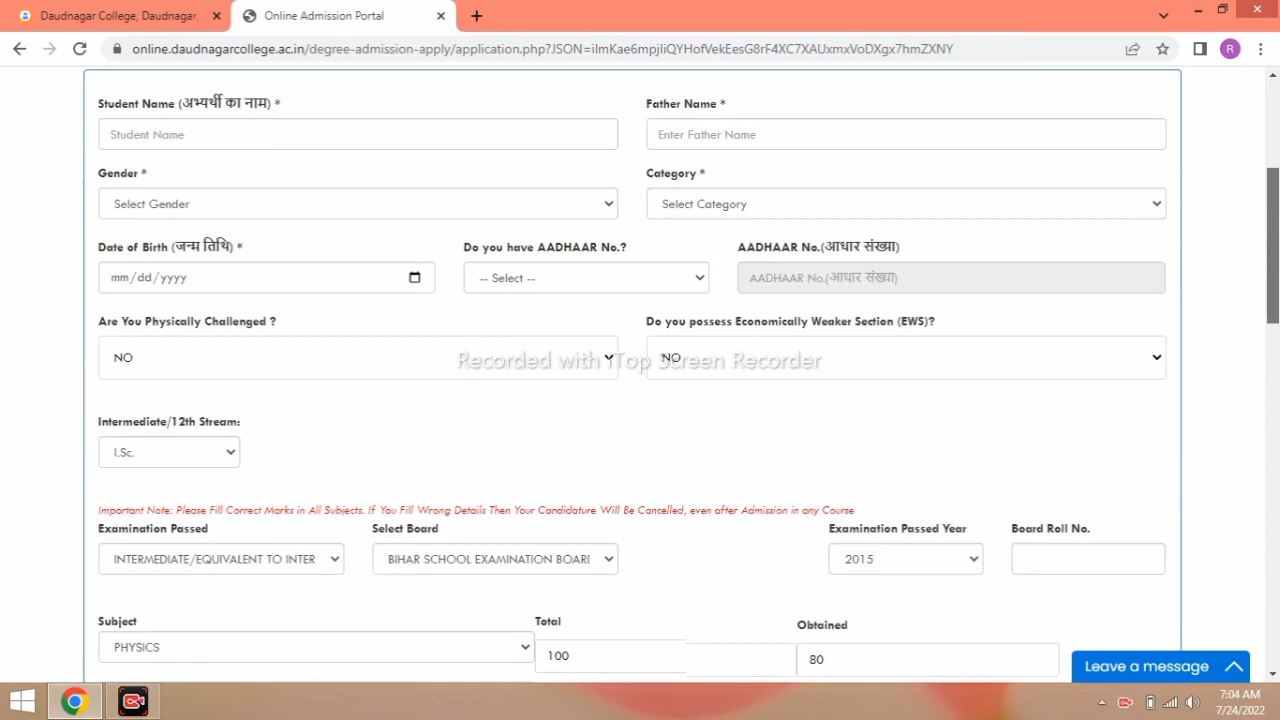 Daudnagar College, Daudnagar,
Online Admission Portal
online.daudnagarcollege.ac.in/degree-admission-apply/application.php?JSON=iImKae6mpjIiQYHofVekEesG8rF4XC7XAUxmxVoDXgx7hmZXNY
R
Student Name (अभ्यर्थी का नाम) * Father Name *
Student Name Enter Father Name
Gender * Category *
Select Gender Select Category
Date of Birth (जन्म तिथि) * Do you have AADHAAR No.? AADHAAR No.(आधार संख्या)
mm/dd/yyyy -- Select -- AADHAAR No.(आधार संख्या)
Are You Physically Challenged ? Do you possess Economically Weaker Section (EWS)?
NO NO
Recorded with iTop Screen Recorder
Intermediate/12th Stream:
I.Sc.
Important Note: Please Fill Correct Marks in All Subjects. If You Fill Wrong Details Then Your Candidature Will Be Cancelled, even after Admission in any Course
Examination Passed Select Board Examination Passed Year Board Roll No.
INTERMEDIATE/EQUIVALENT TO INTER BIHAR SCHOOL EXAMINATION BOARI 2015
Subject Total Obtained
PHYSICS 100 80
Leave a message
7:04 AM
7/24/2022